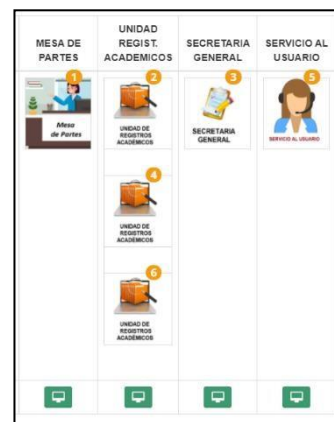 MESA DE
PARTES
UNIDAD
REGIST.
ACADEMICOS
SECRETARIA
GENERAL
SERVICIO AL
USUARIO
1
Mesa
de Partes
2
UNIDAD DE
REGISTROS
ACADÉMICOS
3
SECRETARIA
GENERAL
5
SERVICIO AL USUARIO
4
UNIDAD DE
REGISTROS
ACADÉMICOS
6
UNIDAD DE
REGISTROS
ACADÉMICOS